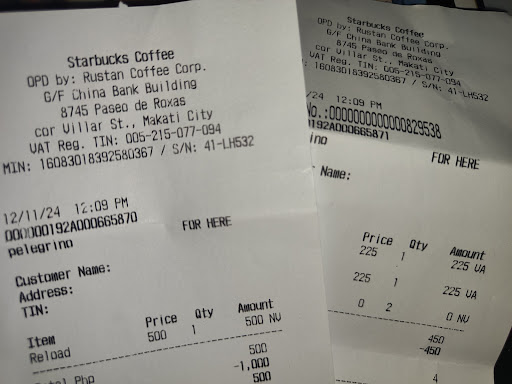 Starbucks Coffee
OPD by: Rustan Coffee Corp.
G/F China Bank Building
8745 Paseo de Roxas
cor Villar St., Makati City
VAT Reg. TIN: 005-215-077-094
MIN: 16083018392580367 / S/N: 41-LH532
12/11/24 12:09 PM
000000192A000665870
pelegrino FOR HERE
Customer Name:
Address:
TIN:
Item Price Qty Amount
Reload 500 1 500 NV
500
Total Php -1,000
500
Starbucks Coffee
OPD by: Rustan Coffee Corp.
G/F China Bank Building
8745 Paseo de Roxas
cor Villar St., Makati City
VAT Reg. TIN: 005-215-077-094
: 16083018392580367 / S/N: 41-LH532
/24 12:09 PM
No.:0000000000000829538
0192A000665871
ino FOR HERE
Name:
Price Qty Amount
225 1 225 VA
225 1 225 VA
0 2 0 NV
450
-450
4